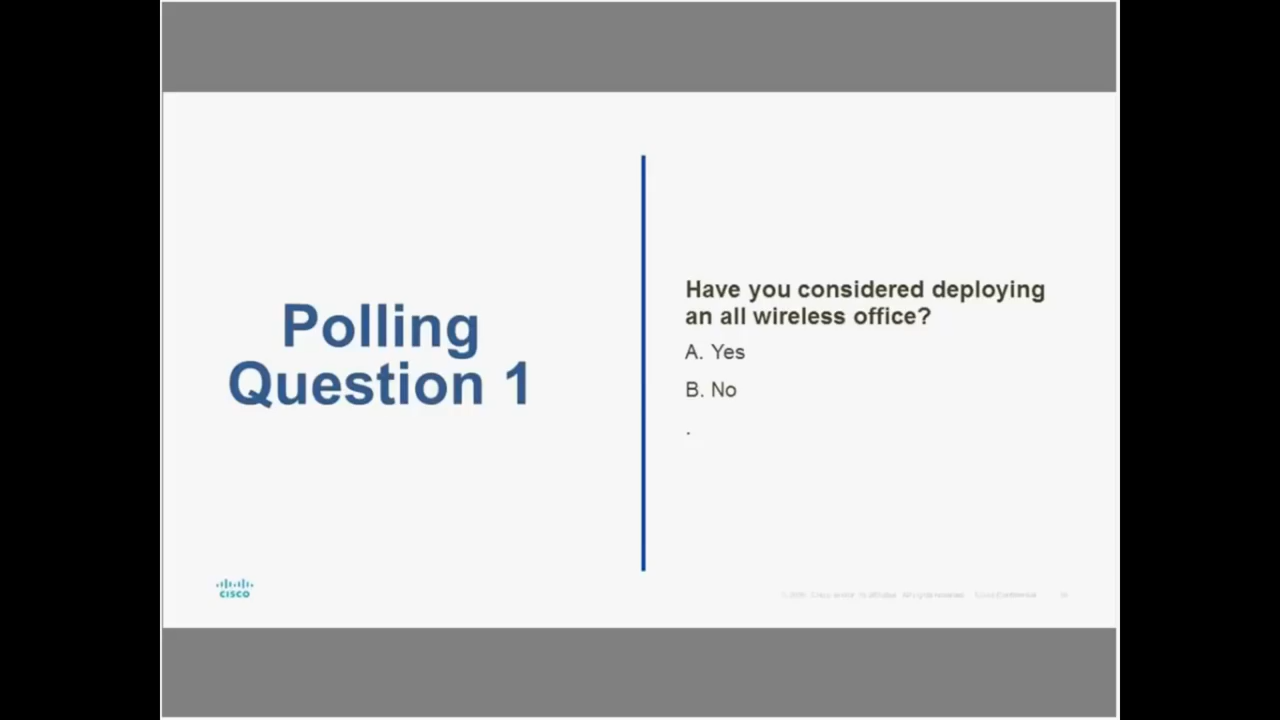 Polling
Question 1
Have you considered deploying
an all wireless office?
A. Yes
B. No
.
CISCO